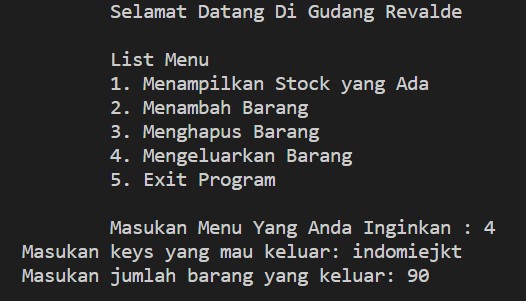 Selamat Datang Di Gudang Revalde
List Menu
1. Menampilkan Stock yang Ada
2. Menambah Barang
3. Menghapus Barang
4. Mengeluarkan Barang
5. Exit Program
Masukan Menu Yang Anda Inginkan : 4
Masukan keys yang mau keluar: indomiejkt
Masukan jumlah barang yang keluar: 90